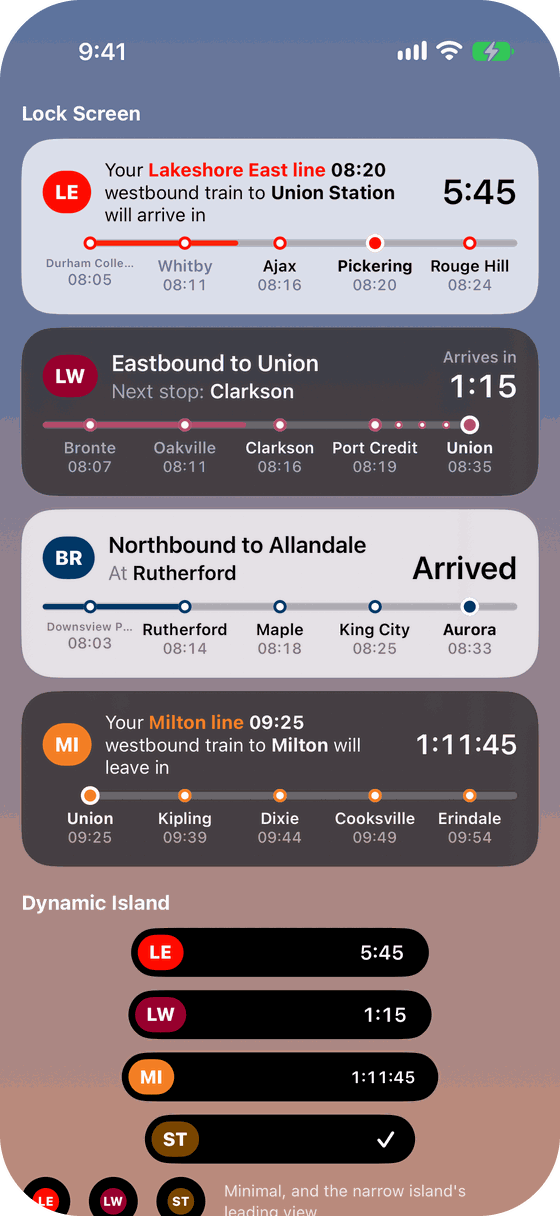 9:41
Lock Screen
LE
Your Lakeshore East line 08:20
westbound train to Union Station
will arrive in
5:45
Durham Colle... Whitby Ajax Pickering Rouge Hill
08:05 08:11 08:16 08:20 08:24
LW
Eastbound to Union
Next stop: Clarkson
Arrives in
1:15
Bronte Oakville Clarkson Port Credit Union
08:07 08:11 08:16 08:19 08:35
BR
Northbound to Allandale
At Rutherford
Arrived
Downsview P... Rutherford Maple King City Aurora
08:03 08:14 08:18 08:25 08:33
MI
Your Milton line 09:25
westbound train to Milton will
leave in
1:11:45
Union Kipling Dixie Cooksville Erindale
09:25 09:39 09:44 09:49 09:54
Dynamic Island
LE 5:45
LW 1:15
MI 1:11:45
ST
LE LW ST
Minimal, and the narrow island's
leading view